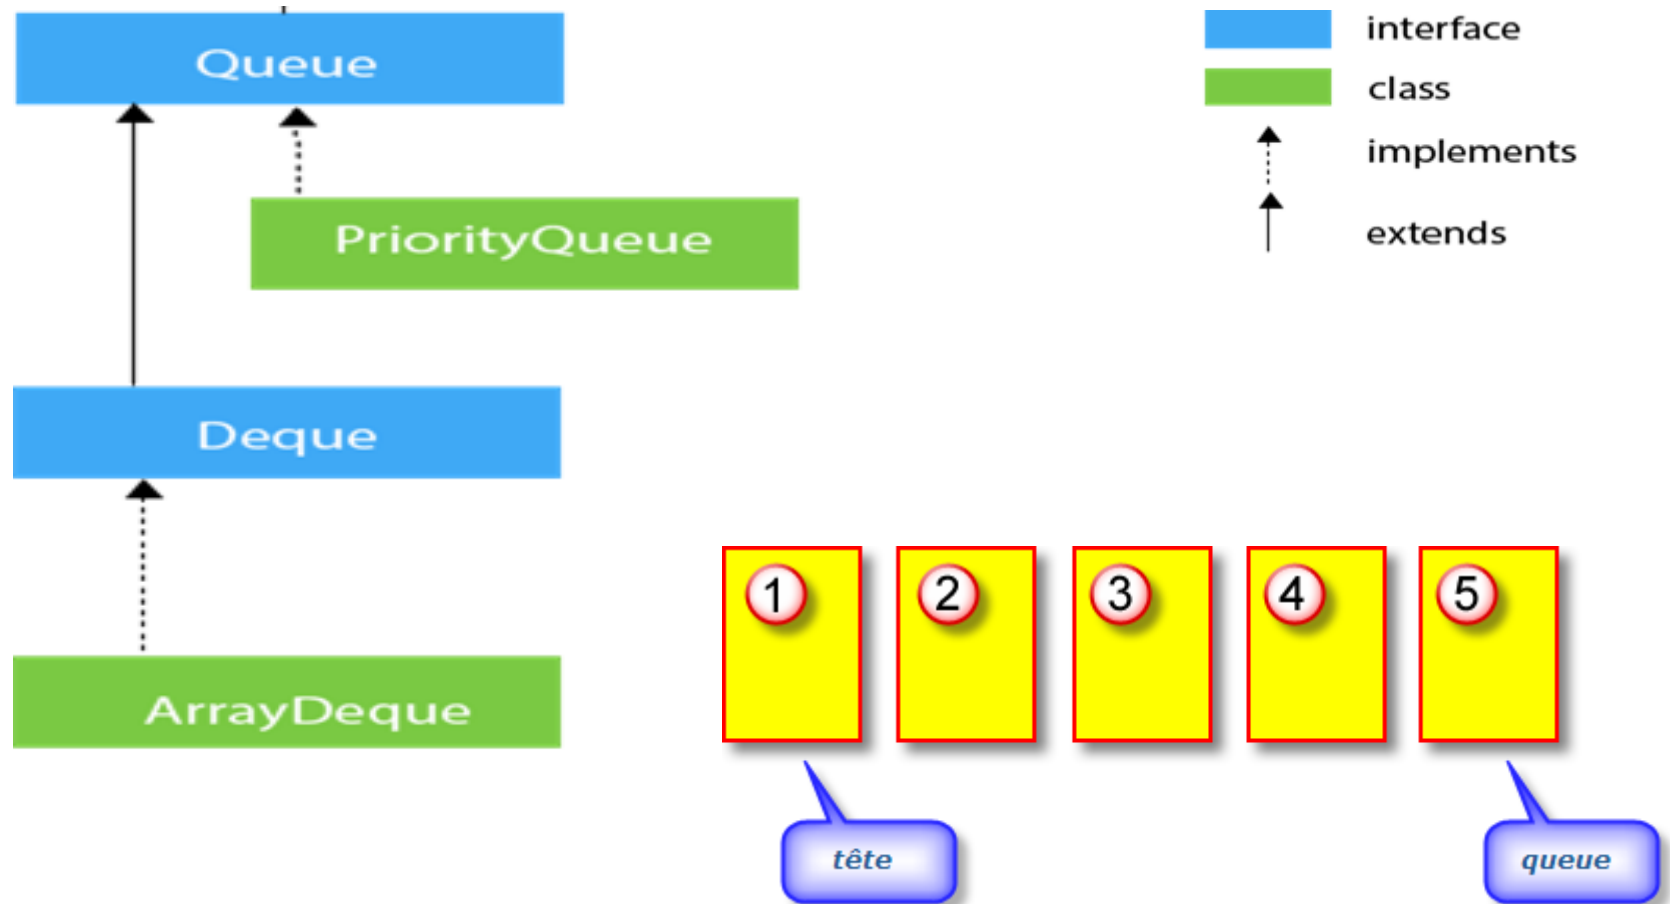 Queue
interface
class
implements
extends
PriorityQueue
Deque
ArrayDeque
1 2 3 4 5
tête
queue